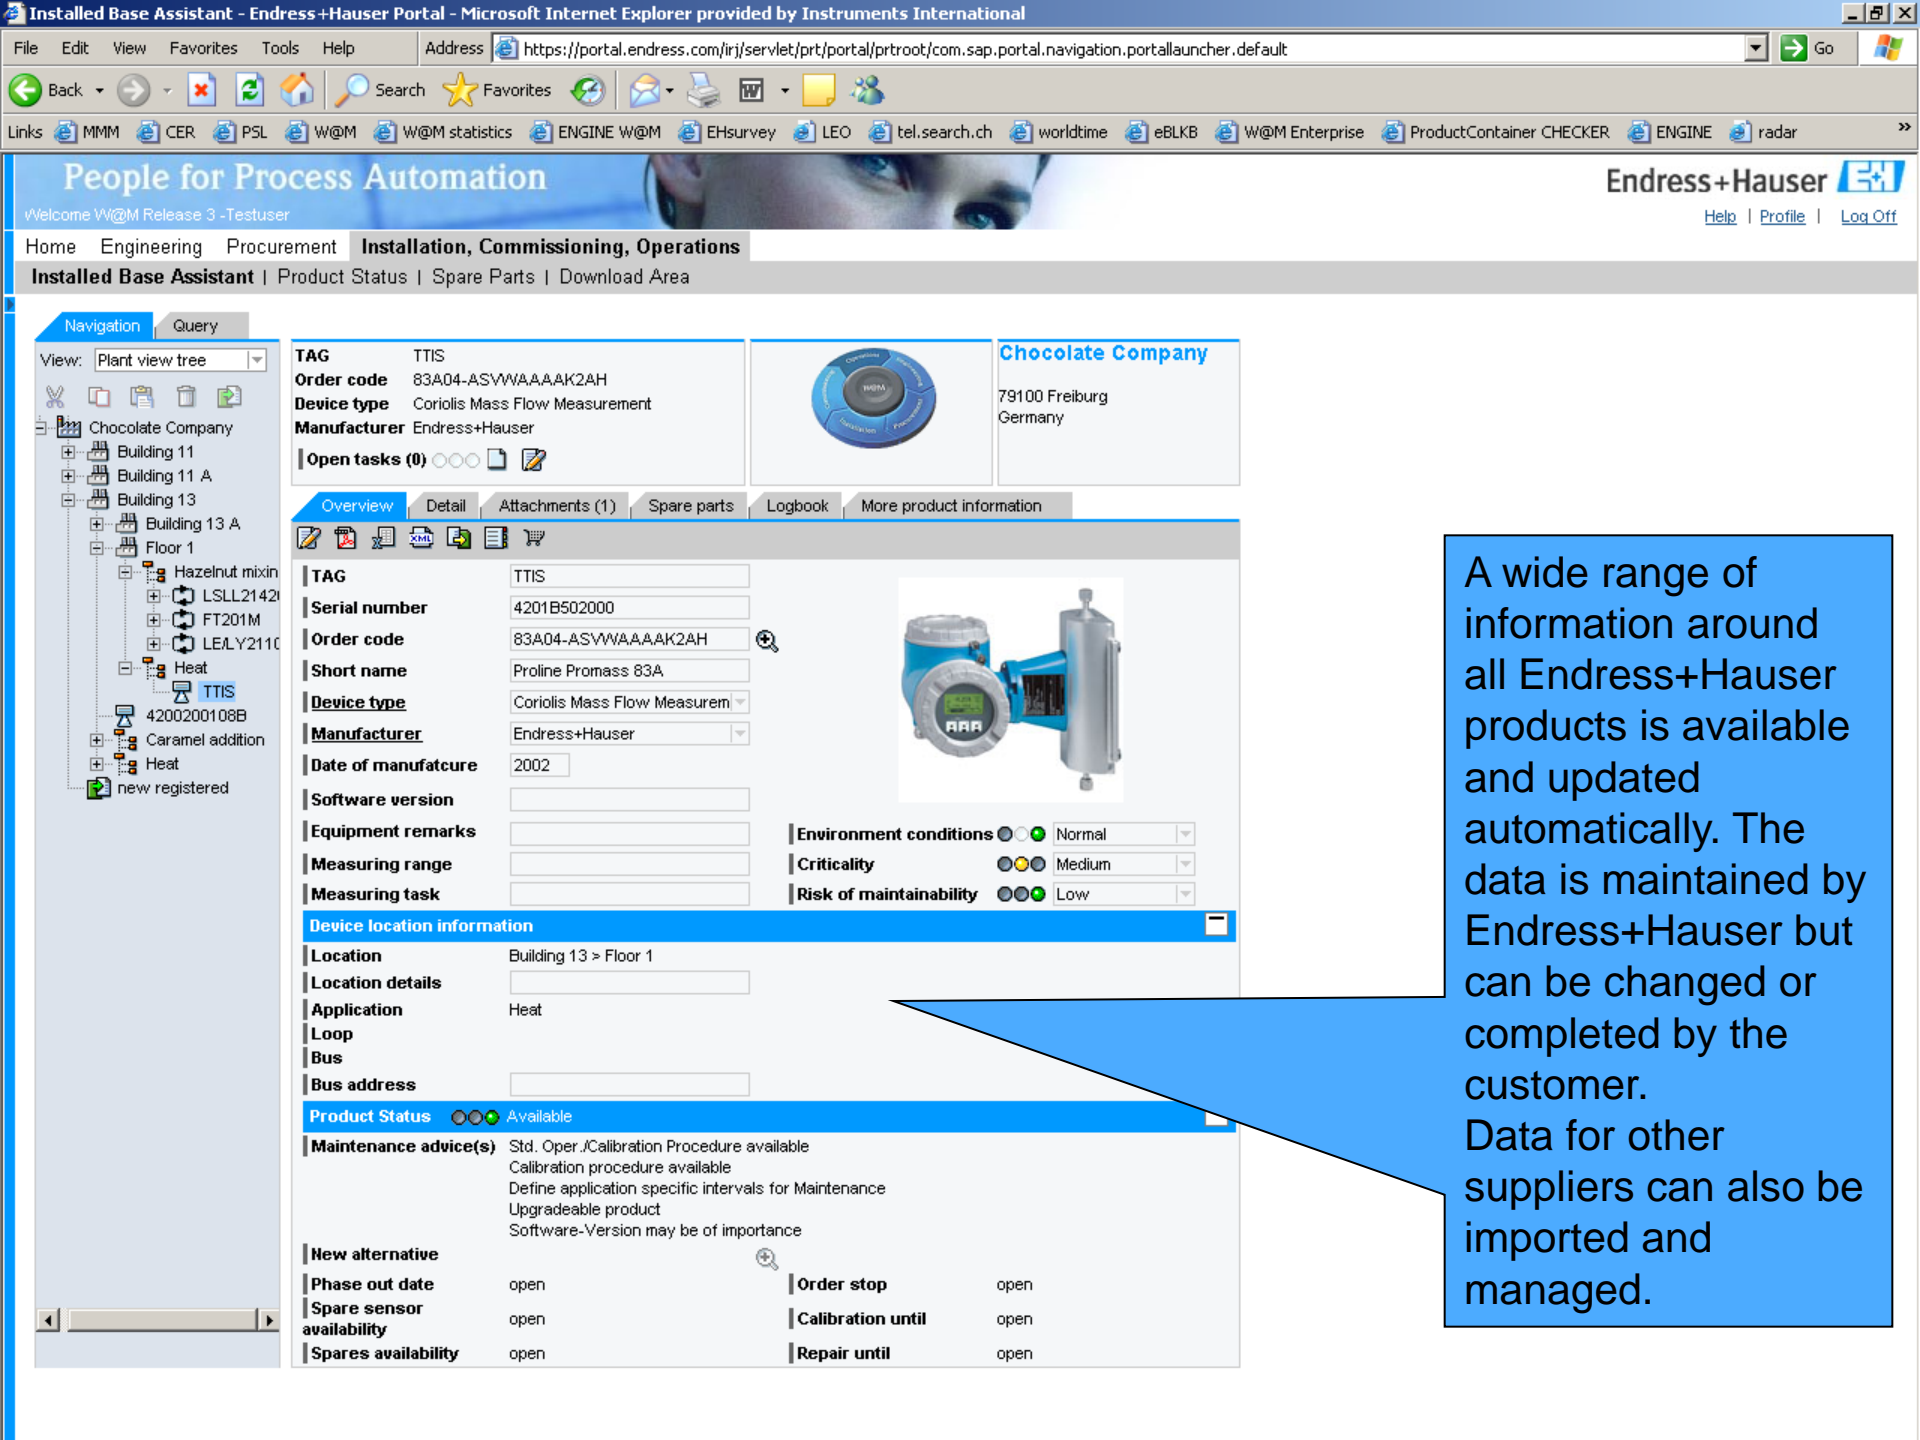 Installed Base Assistant - Endress+Hauser Portal - Microsoft Internet Explorer provided by Instruments International
File Edit View Favorites Tools Help Address https://portal.endress.com/irj/servlet/prt/portal/prtroot/com.sap.portal.navigation.portallauncher.default Go
Back Search Favorites
Links MMM CER PSL W@M W@M statistics ENGINE W@M EHsurvey LEO tel.search.ch worldtime eBLKB W@M Enterprise ProductContainer CHECKER ENGINE radar »
People for Process Automation
Endress+Hauser EH
Welcome W@M Release 3 -Testuser
Help | Profile | Log Off
Home Engineering Procurement Installation, Commissioning, Operations
Installed Base Assistant | Product Status | Spare Parts | Download Area
Navigation Query
View: Plant view tree
Chocolate Company
Building 11
Building 11 A
Building 13
Building 13 A
Floor 1
Hazelnut mixin
LSLL2142
FT201M
LE/LY2110
Heat
TTIS
4200200108B
Caramel addition
Heat
new registered
TAG TTIS
Order code 83A04-ASVWAAAAK2AH
Device type Coriolis Mass Flow Measurement
Manufacturer Endress+Hauser
Open tasks (0)
W@M
Operations
Chocolate Company
79100 Freiburg
Germany
Overview Detail Attachments (1) Spare parts Logbook More product information
XML
TAG TTIS
Serial number 4201B502000
Order code 83A04-ASVWAAAAK2AH
Short name Proline Promass 83A
Device type Coriolis Mass Flow Measurem
Manufacturer Endress+Hauser
Date of manufatcure 2002
Software version
Equipment remarks
Measuring range
Measuring task
Environment conditions Normal
Criticality Medium
Risk of maintainability Low
Device location information
Location Building 13 > Floor 1
Location details
Application Heat
Loop
Bus
Bus address
Product Status Available
Maintenance advice(s) Std. Oper./Calibration Procedure available
Calibration procedure available
Define application specific intervals for Maintenance
Upgradeable product
Software-Version may be of importance
New alternative
Phase out date open Order stop open
Spare sensor availability open Calibration until open
Spares availability open Repair until open
A wide range of
information around
all Endress+Hauser
products is available
and updated
automatically. The
data is maintained by
Endress+Hauser but
can be changed or
completed by the
customer.
Data for other
suppliers can also be
imported and
managed.